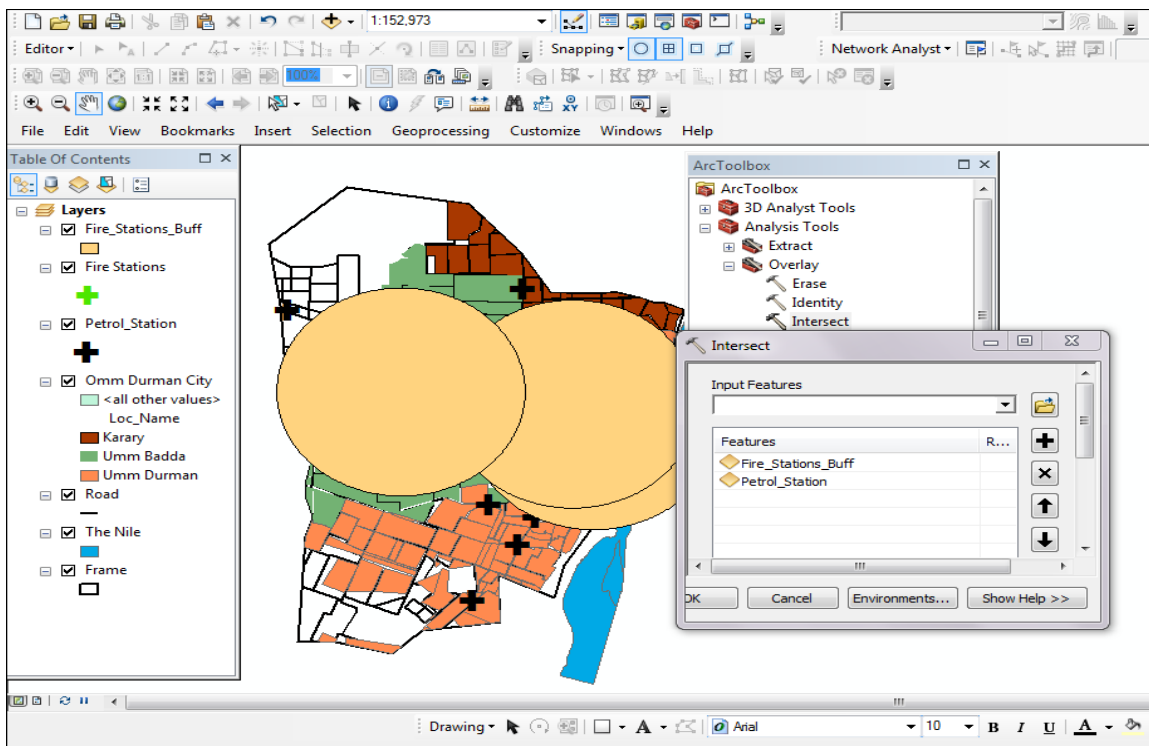 1:152,973
Editor Snapping Network Analyst
100%
XY
File Edit View Bookmarks Insert Selection Geoprocessing Customize Windows Help
Table Of Contents
Layers
Fire_Stations_Buff
Fire Stations
Petrol_Station
Omm Durman City
<all other values>
Loc_Name
Karary
Umm Badda
Umm Durman
Road
The Nile
Frame
ArcToolbox
ArcToolbox
3D Analyst Tools
Analysis Tools
Extract
Overlay
Erase
Identity
Intersect
Intersect
Input Features
Features R...
Fire_Stations_Buff
Petrol_Station
OK Cancel Environments... Show Help >>
Drawing A Arial 10 B I U A